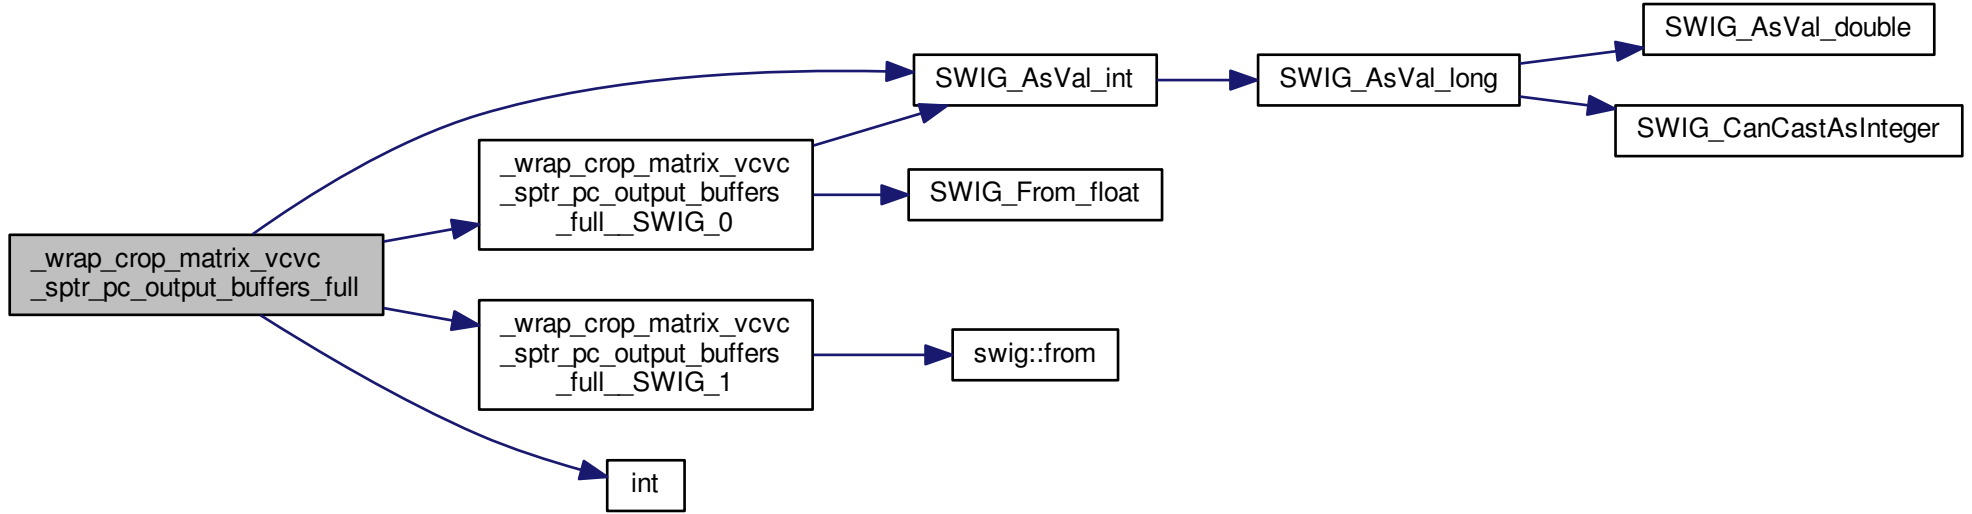 _wrap_crop_matrix_vcvc
_sptr_pc_output_buffers_full
_wrap_crop_matrix_vcvc
_sptr_pc_output_buffers
_full__SWIG_0
_wrap_crop_matrix_vcvc
_sptr_pc_output_buffers
_full__SWIG_1
int
SWIG_AsVal_int
SWIG_From_float
swig::from
SWIG_AsVal_long
SWIG_AsVal_double
SWIG_CanCastAsInteger